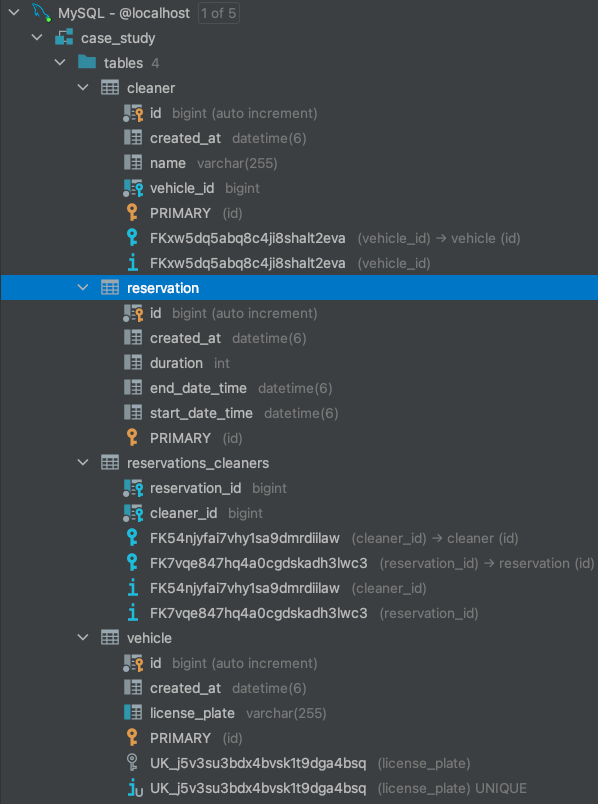 MySQL - @localhost 1 of 5
case_study
tables 4
cleaner
id bigint (auto increment)
created_at datetime(6)
name varchar(255)
vehicle_id bigint
PRIMARY (id)
FKxw5dq5abq8c4ji8shalt2eva (vehicle_id) → vehicle (id)
FKxw5dq5abq8c4ji8shalt2eva (vehicle_id)
reservation
id bigint (auto increment)
created_at datetime(6)
duration int
end_date_time datetime(6)
start_date_time datetime(6)
PRIMARY (id)
reservations_cleaners
reservation_id bigint
cleaner_id bigint
FK54njyfai7vhy1sa9dmrdiilaw (cleaner_id) → cleaner (id)
FK7vqe847hq4a0cgdskadh3lwc3 (reservation_id) → reservation (id)
FK54njyfai7vhy1sa9dmrdiilaw (cleaner_id)
FK7vqe847hq4a0cgdskadh3lwc3 (reservation_id)
vehicle
id bigint (auto increment)
created_at datetime(6)
license_plate varchar(255)
PRIMARY (id)
UK_j5v3su3bdx4bvsk1t9dga4bsq (license_plate)
UK_j5v3su3bdx4bvsk1t9dga4bsq (license_plate) UNIQUE